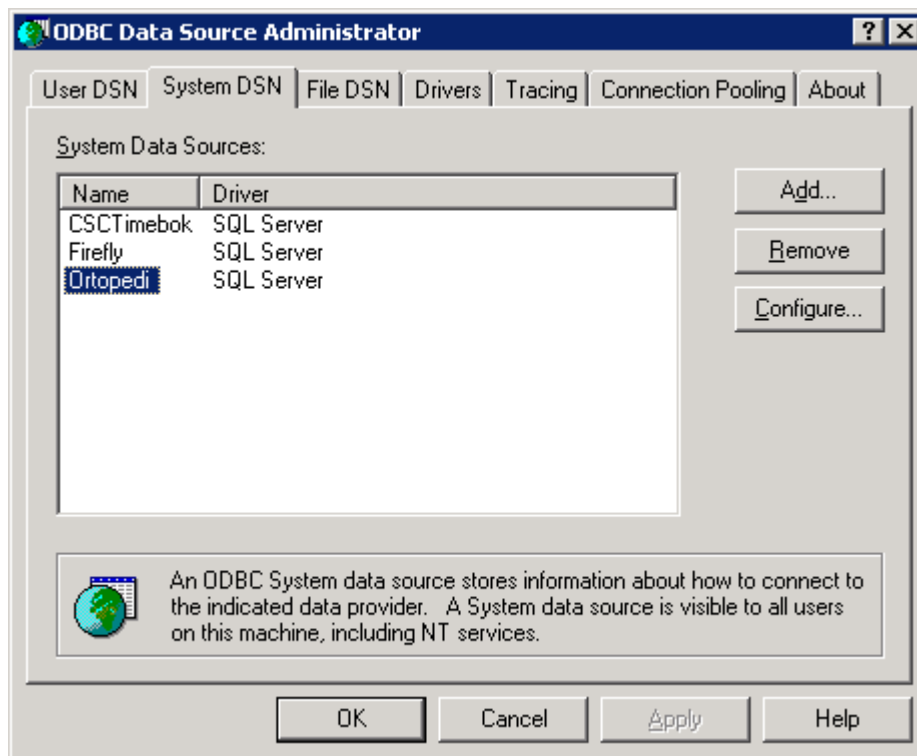 ODBC Data Source Administrator
User DSN System DSN File DSN Drivers Tracing Connection Pooling About
System Data Sources:
Name Driver
CSCTimebok SQL Server
Firefly SQL Server
Ortopedi SQL Server
Add...
Remove
Configure...
An ODBC System data source stores information about how to connect to
the indicated data provider. A System data source is visible to all users
on this machine, including NT services.
OK Cancel Apply Help